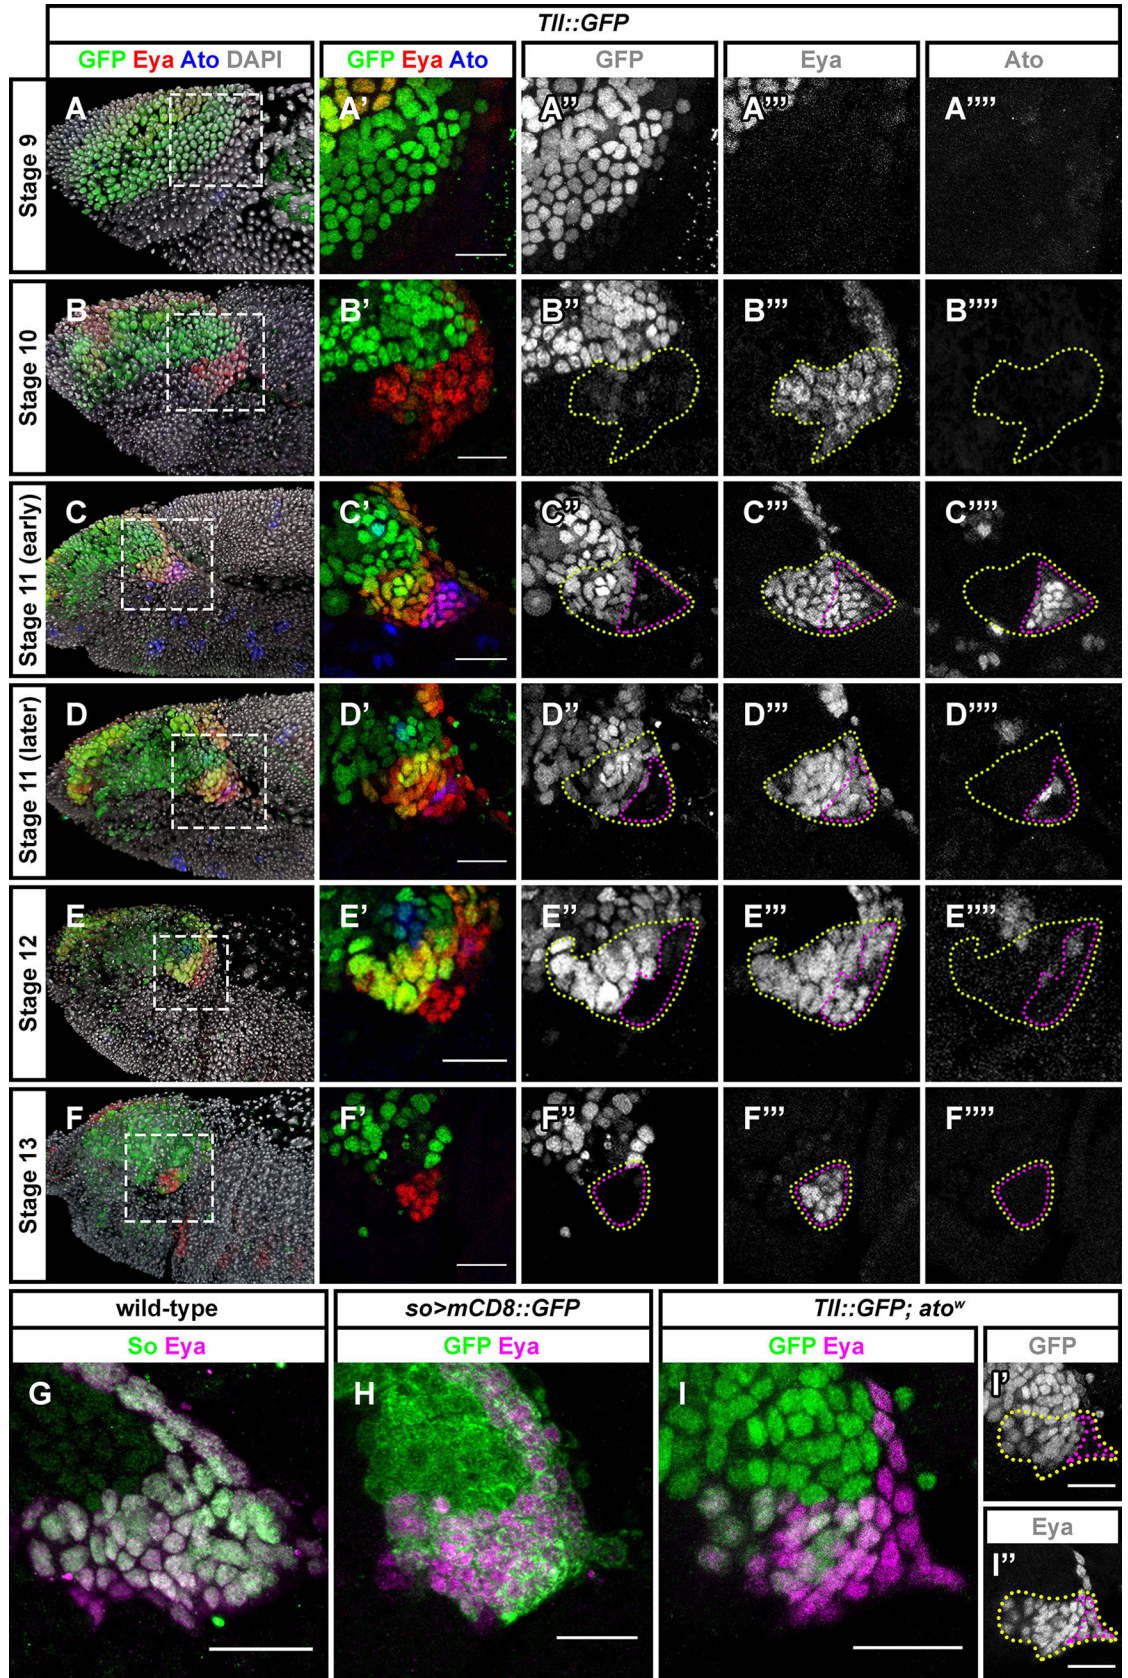 Tll::GFP
GFP Eya Ato DAPI
GFP Eya Ato
GFP
Eya
Ato
Stage 9
A
A'
A''
A'''
A''''
Stage 10
B
B'
B''
B'''
B''''
Stage 11 (early)
C
C'
C''
C'''
C''''
Stage 11 (later)
D
D'
D''
D'''
D''''
Stage 12
E
E'
E''
E'''
E''''
Stage 13
F
F'
F''
F'''
F''''
wild-type
So Eya
G
so>mCD8::GFP
GFP Eya
H
Tll::GFP; atoʷ
GFP Eya
I
GFP
I'
Eya
I''